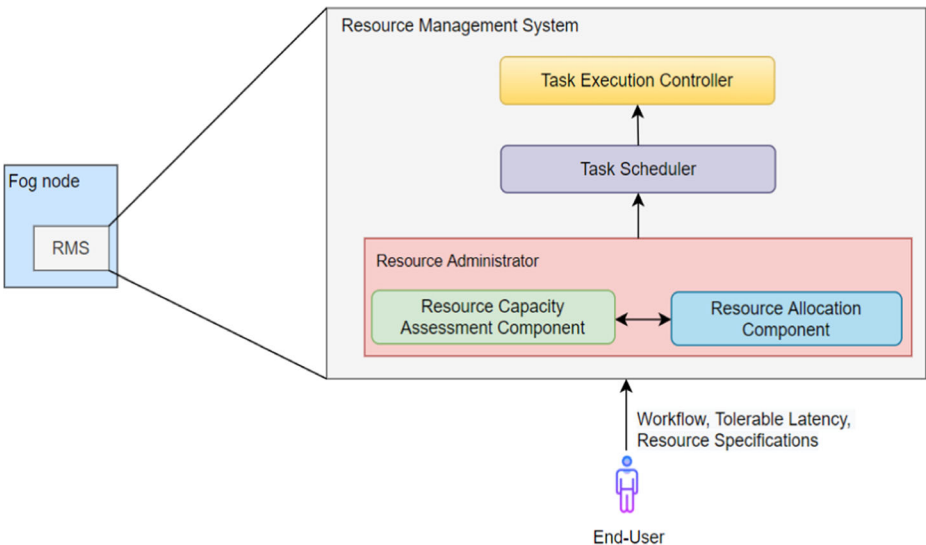 Resource Management System
Task Execution Controller
Task Scheduler
Fog node
RMS
Resource Administrator
Resource Capacity
Assessment Component
Resource Allocation
Component
Workflow, Tolerable Latency,
Resource Specifications
End-User